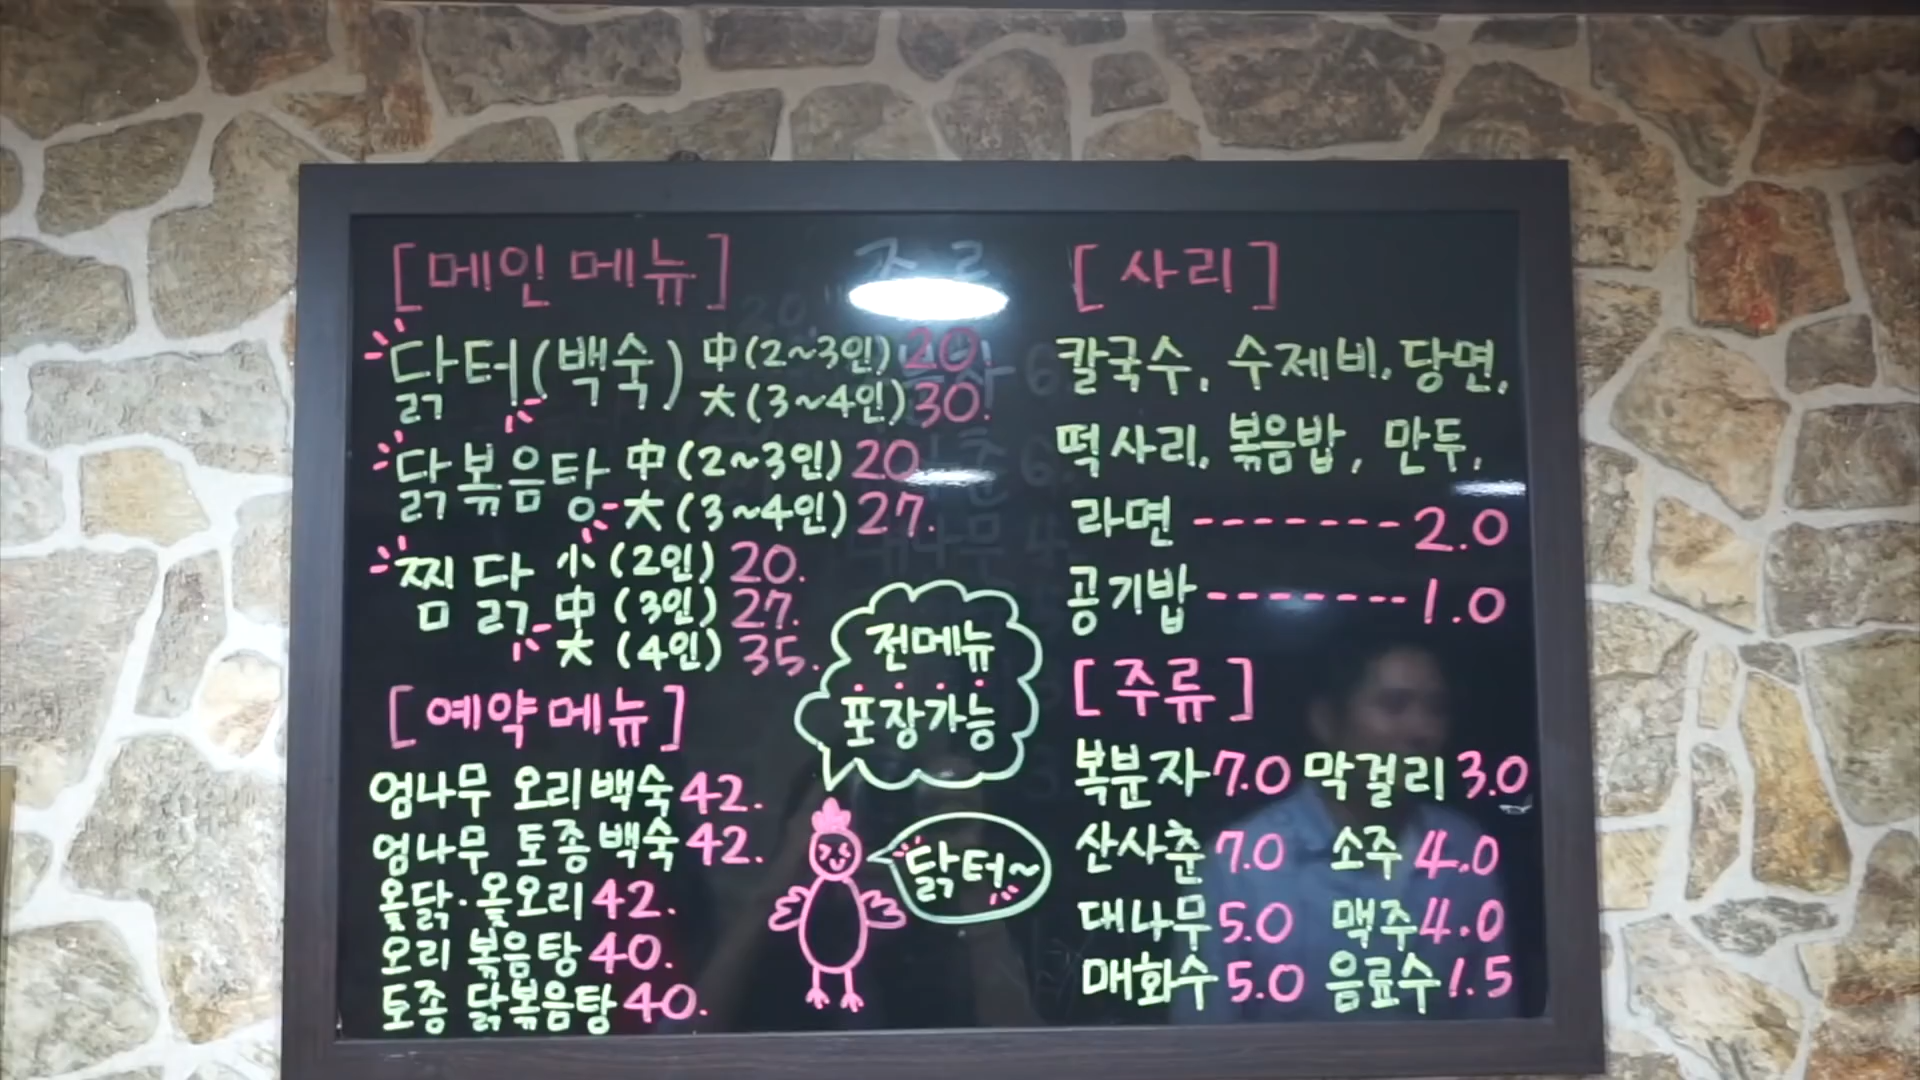 [메인메뉴]
닭터(백숙) 中(2~3인) 20.
大(3~4인) 30.
닭볶음탕 中(2~3인) 20.
大(3~4인) 27.
찜닭 小(2인) 20.
中(3인) 27.
大(4인) 35.
[예약메뉴]
엄나무 오리백숙 42.
엄나무 토종백숙 42.
옻닭·옻오리 42.
오리 볶음탕 40.
토종 닭볶음탕 40.
전메뉴
포장가능
닭터~
[사리]
칼국수, 수제비, 당면,
떡사리, 볶음밥, 만두,
라면 ------- 2.0
공기밥 ------- 1.0
[주류]
복분자 7.0 막걸리 3.0
산사춘 7.0 소주 4.0
대나무 5.0 맥주 4.0
매화수 5.0 음료수 1.5